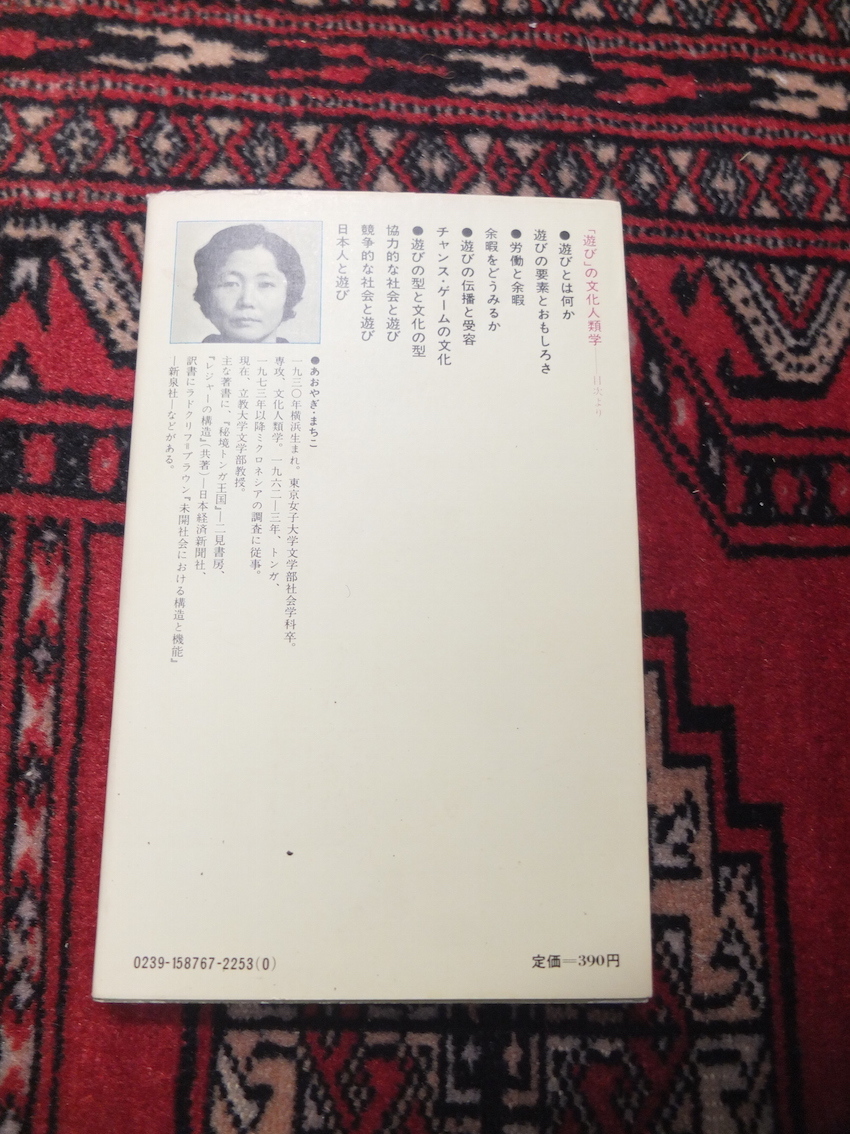 「遊び」の文化人類学――目次より
●遊びとは何か
遊びの要素とおもしろさ
●労働と余暇
余暇をどうみるか
●遊びの伝播と受容
チャンス・ゲームの文化
●遊びの型と文化の型
協力的な社会と遊び
競争的な社会と遊び
日本人と遊び
●あおやぎ・まちこ
一九三〇年横浜生まれ。東京女子大学文学部社会学科卒。
専攻、文化人類学。一九六二―三年、トンガ、
一九七三年以降ミクロネシアの調査に従事。
現在、立教大学文学部教授。
主な著書に、『秘境トンガ王国』―二見書房、
『レジャーの構造』(共著)―日本経済新聞社、
訳書にラドクリフ=ブラウン『未開社会における構造と機能』
―新泉社―などがある。
0239-158767-2253(0)
定価=390円